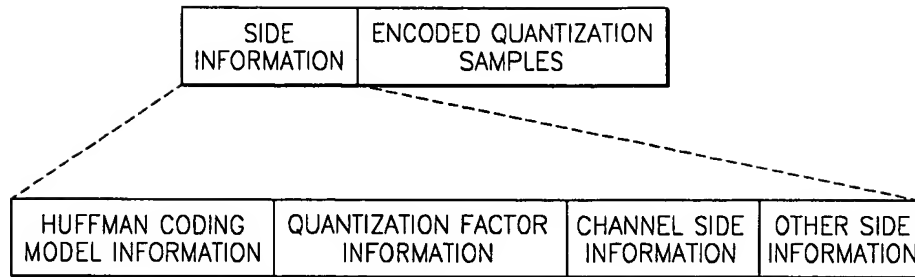 SIDE
INFORMATION
ENCODED QUANTIZATION
SAMPLES
HUFFMAN CODING
MODEL INFORMATION
QUANTIZATION FACTOR
INFORMATION
CHANNEL SIDE
INFORMATION
OTHER SIDE
INFORMATION